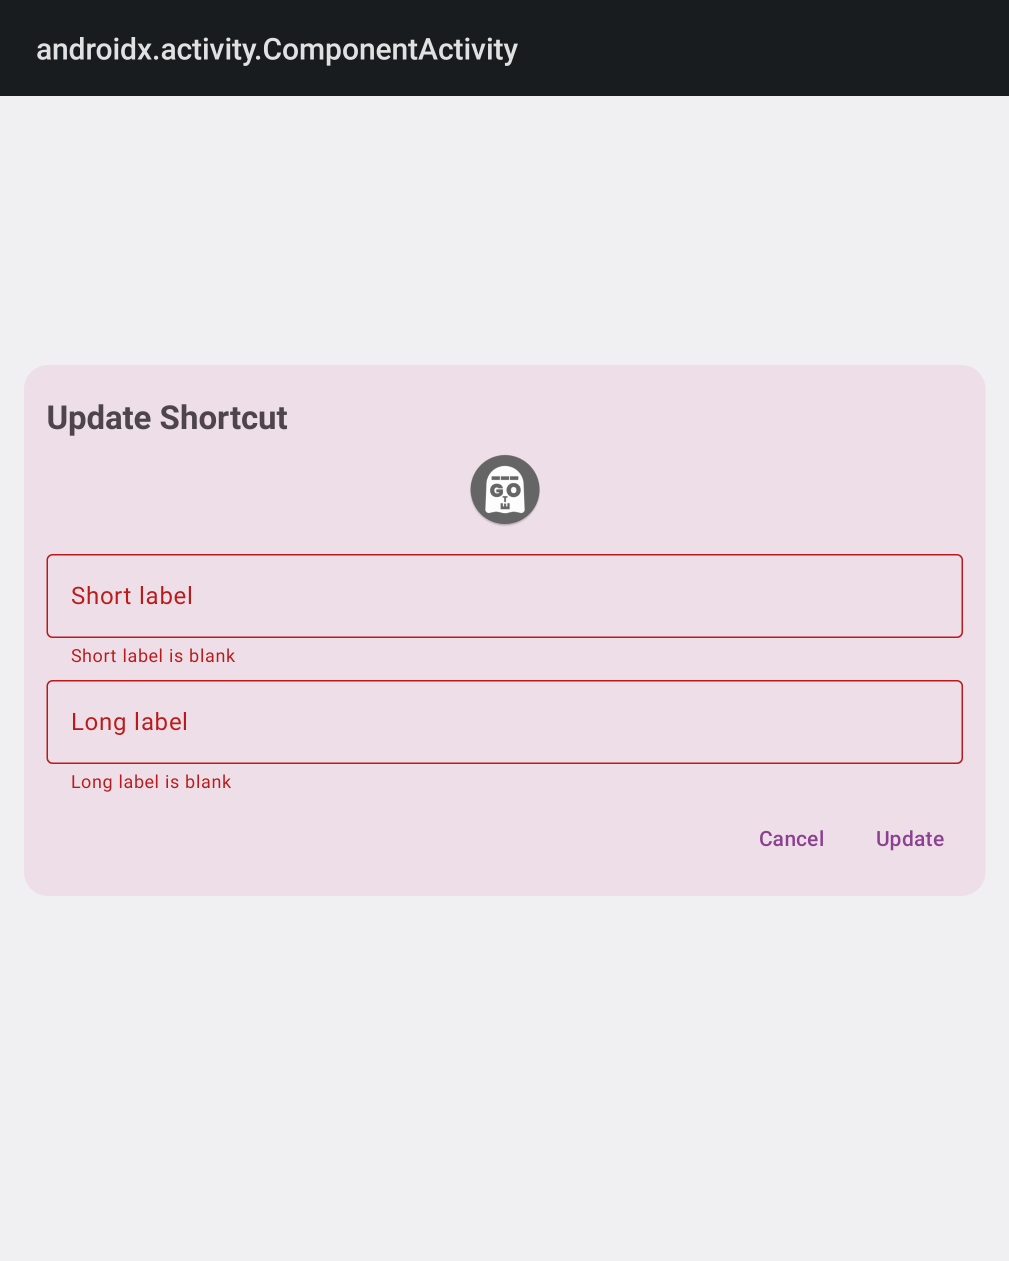 androidx.activity.ComponentActivity
Update Shortcut
GO
Short label
Short label is blank
Long label
Long label is blank
Cancel Update